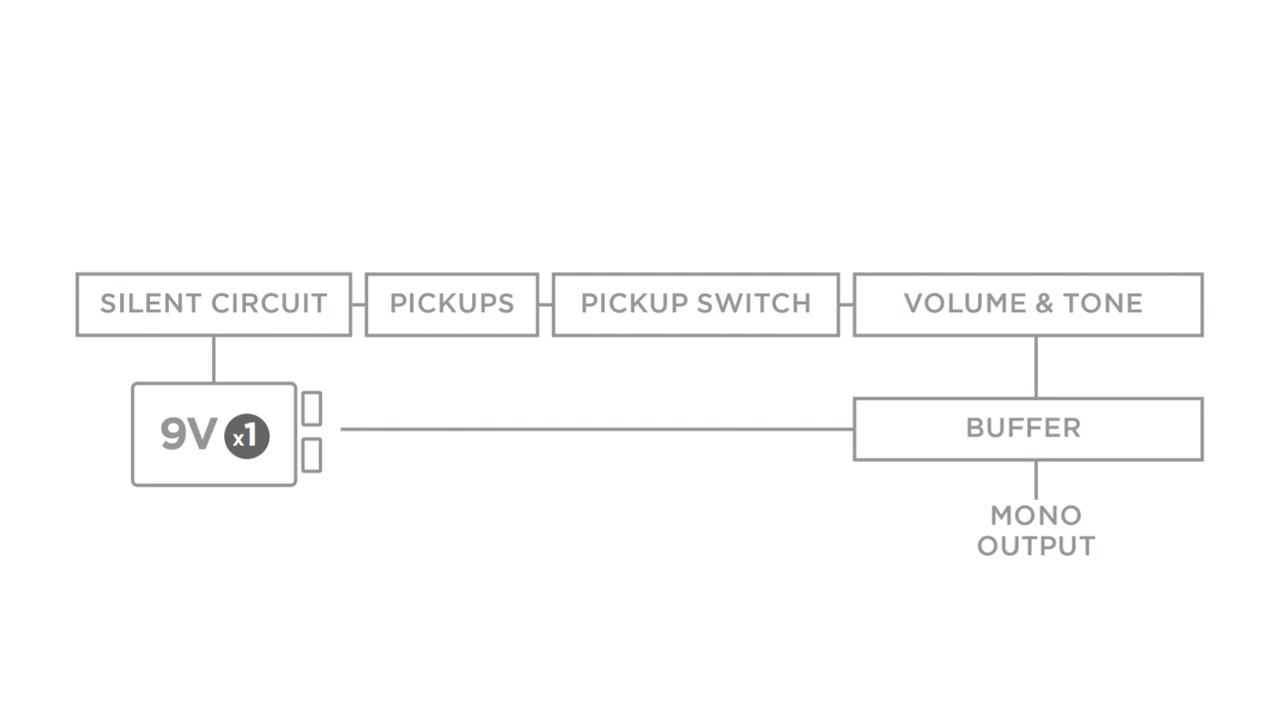 SILENT CIRCUIT
PICKUPS
PICKUP SWITCH
VOLUME & TONE
9V x1
BUFFER
MONO
OUTPUT